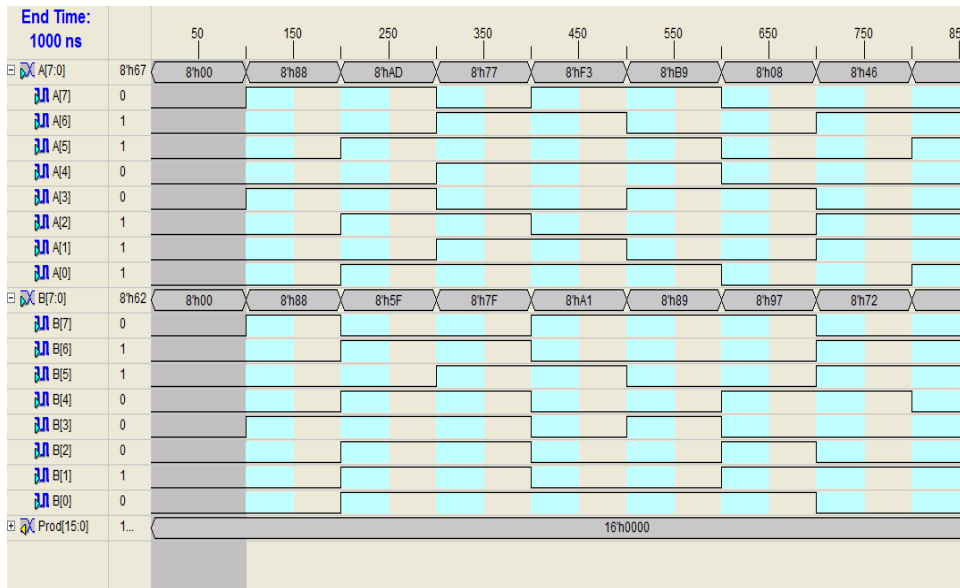 End Time:
1000 ns
50 150 250 350 450 550 650 750 85
A[7:0] 8'h67 8'h00 8'h88 8'hAD 8'h77 8'hF3 8'hB9 8'h08 8'h46
A[7] 0
A[6] 1
A[5] 1
A[4] 0
A[3] 0
A[2] 1
A[1] 1
A[0] 1
B[7:0] 8'h62 8'h00 8'h88 8'h5F 8'h7F 8'hA1 8'h89 8'h97 8'h72
B[7] 0
B[6] 1
B[5] 1
B[4] 0
B[3] 0
B[2] 0
B[1] 1
B[0] 0
Prod[15:0] 1... 16'h0000